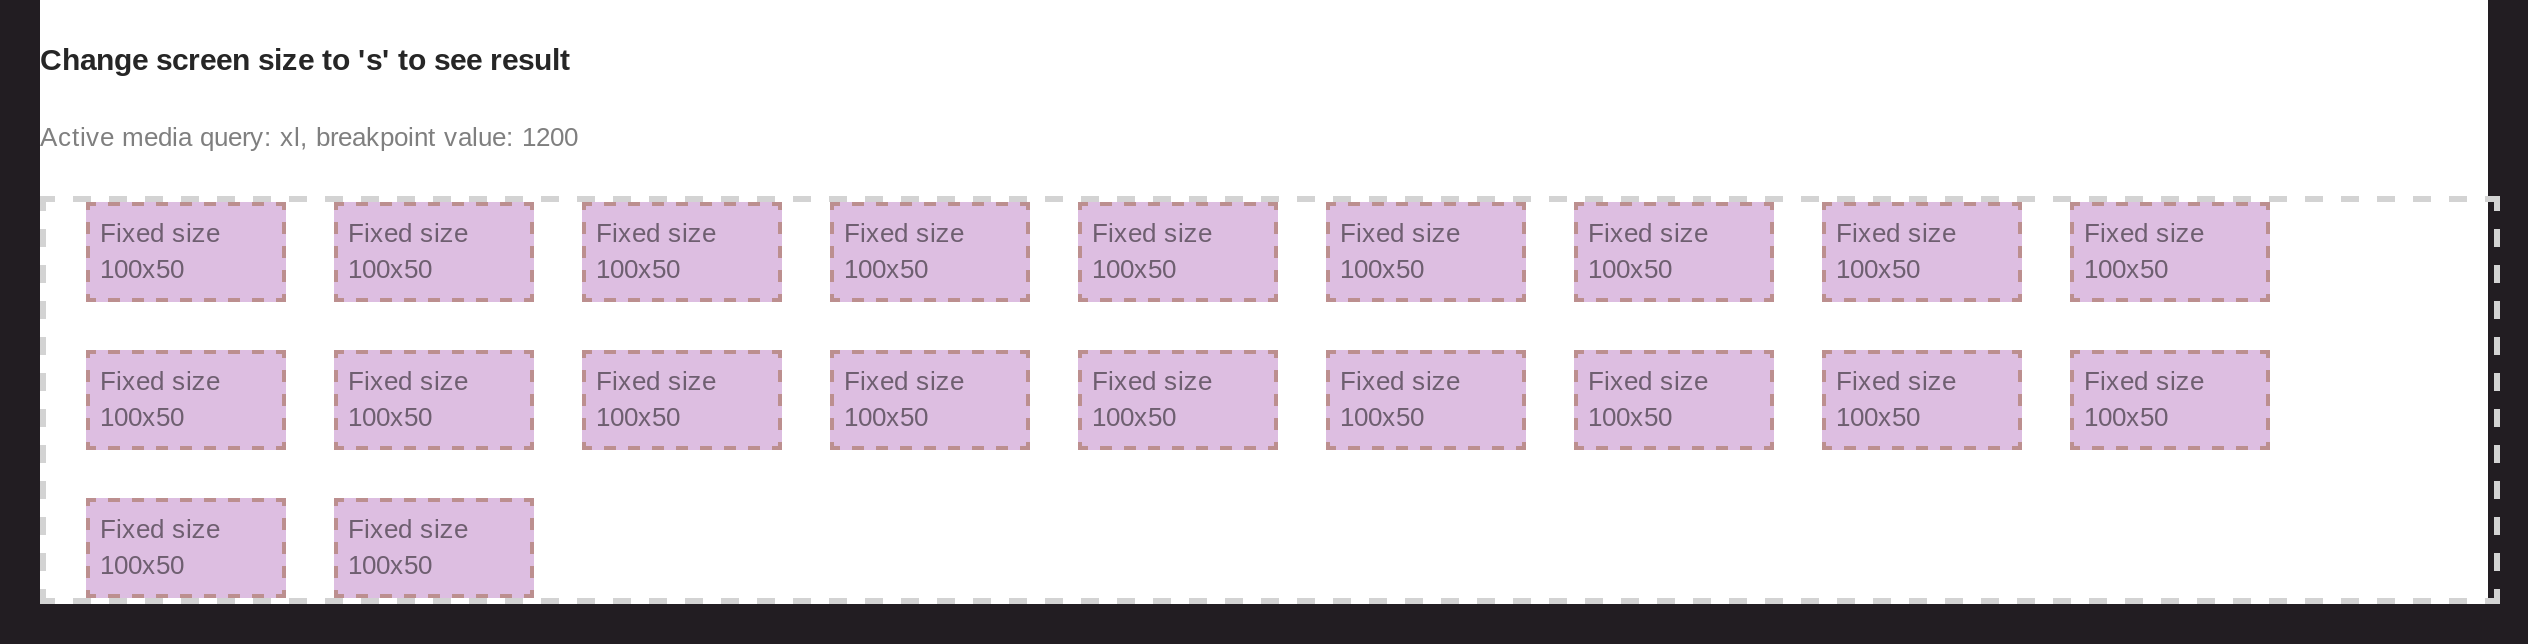 Change screen size to 's' to see result
Active media query: xl, breakpoint value: 1200
Fixed size Fixed size Fixed size Fixed size Fixed size Fixed size Fixed size Fixed size Fixed size
100x50 100x50 100x50 100x50 100x50 100x50 100x50 100x50 100x50
Fixed size Fixed size Fixed size Fixed size Fixed size Fixed size Fixed size Fixed size Fixed size
100x50 100x50 100x50 100x50 100x50 100x50 100x50 100x50 100x50
Fixed size Fixed size
100x50 100x50